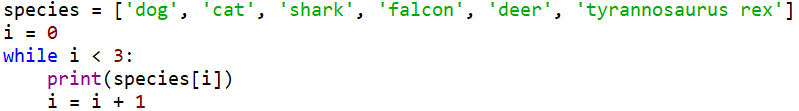 species = ['dog', 'cat', 'shark', 'falcon', 'deer', 'tyrannosaurus rex']
i = 0
while i < 3:
    print(species[i])
    i = i + 1